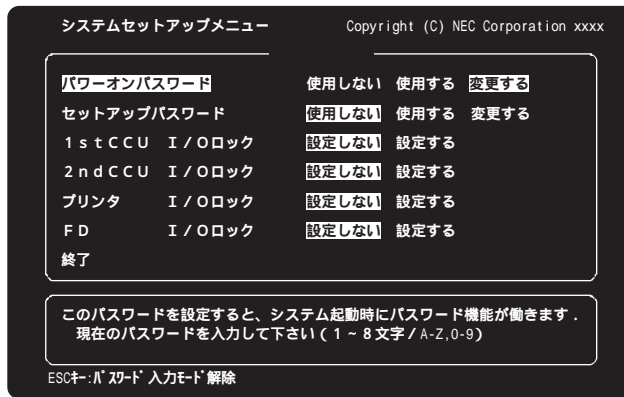 システムセットアップメニュー Copyright (C) NEC Corporation xxxx
パワーオンパスワード 使用しない 使用する 変更する
セットアップパスワード 使用しない 使用する 変更する
１ｓｔＣＣＵ Ｉ／Ｏロック 設定しない 設定する
２ｎｄＣＣＵ Ｉ／Ｏロック 設定しない 設定する
プリンタ Ｉ／Ｏロック 設定しない 設定する
ＦＤ Ｉ／Ｏロック 設定しない 設定する
終了
このパスワードを設定すると、システム起動時にパスワード機能が働きます．
現在のパスワードを入力して下さい（１～８文字／A-Z,0-9）
ESCｷｰ:ﾊﾟｽﾜｰﾄﾞ入力ﾓｰﾄﾞ解除